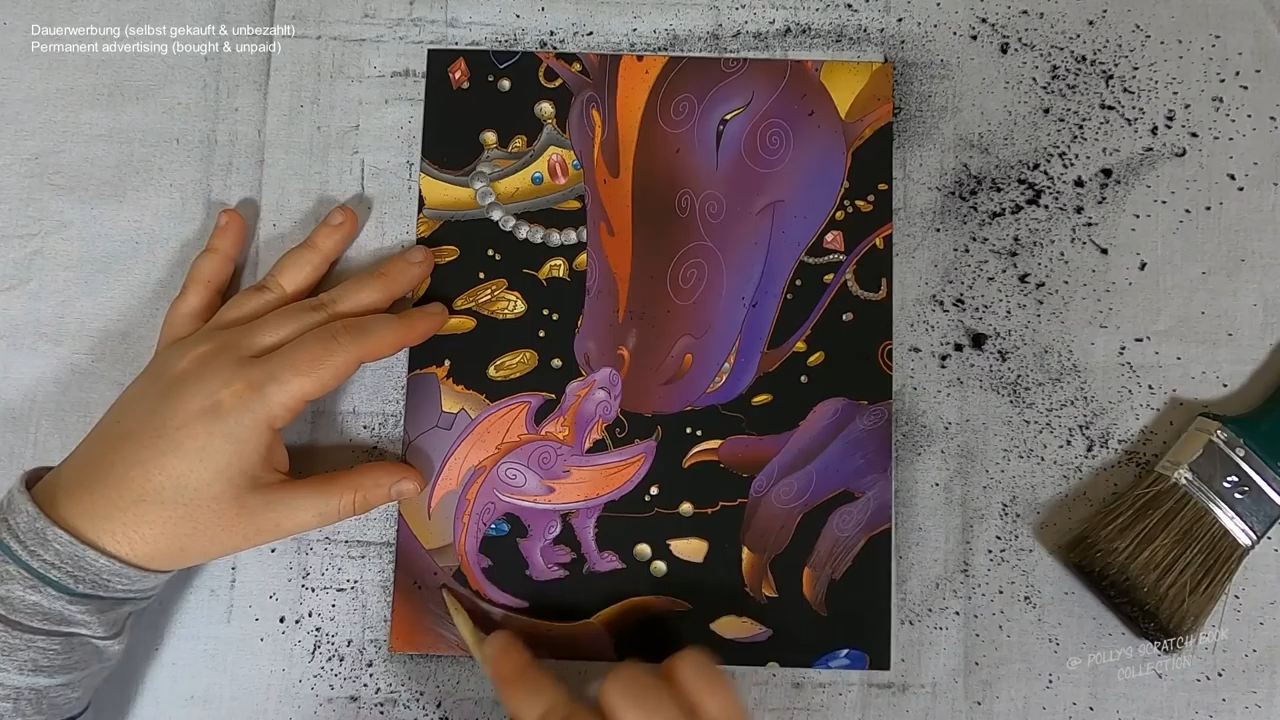 Dauerwerbung (selbst gekauft & unbezahlt)
Permanent advertising (bought & unpaid)
@ POLLY'S SCRATCH BOOK
COLLECTION